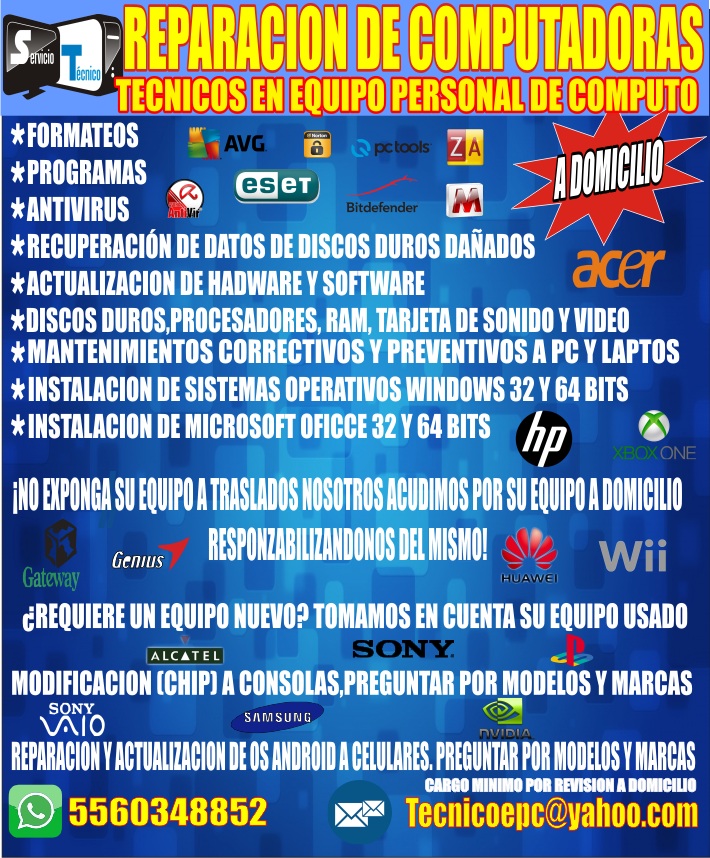 Servicio Técnico
REPARACION DE COMPUTADORAS
TECNICOS EN EQUIPO PERSONAL DE COMPUTO
*FORMATEOS
AVG
Norton
pctools
ZA
*PROGRAMAS
A DOMICILIO
eset
*ANTIVIRUS
AntiVir
Bitdefender
M
*RECUPERACIÓN DE DATOS DE DISCOS DUROS DAÑADOS
acer
*ACTUALIZACION DE HADWARE Y SOFTWARE
*DISCOS DUROS,PROCESADORES, RAM, TARJETA DE SONIDO Y VIDEO
*MANTENIMIENTOS CORRECTIVOS Y PREVENTIVOS A PC Y LAPTOS
*INSTALACION DE SISTEMAS OPERATIVOS WINDOWS 32 Y 64 BITS
*INSTALACION DE MICROSOFT OFICCE 32 Y 64 BITS
hp
XBOX ONE
¡NO EXPONGA SU EQUIPO A TRASLADOS NOSOTROS ACUDIMOS POR SU EQUIPO A DOMICILIO
RESPONZABILIZANDONOS DEL MISMO!
Gateway
Genius
HUAWEI
Wii
¿REQUIERE UN EQUIPO NUEVO? TOMAMOS EN CUENTA SU EQUIPO USADO
ALCATEL
SONY
MODIFICACION (CHIP) A CONSOLAS,PREGUNTAR POR MODELOS Y MARCAS
SONY
VAIO
SAMSUNG
NVIDIA
REPARACION Y ACTUALIZACION DE OS ANDROID A CELULARES. PREGUNTAR POR MODELOS Y MARCAS
CARGO MINIMO POR REVISION A DOMICILIO
5560348852
Tecnicoepc@yahoo.com